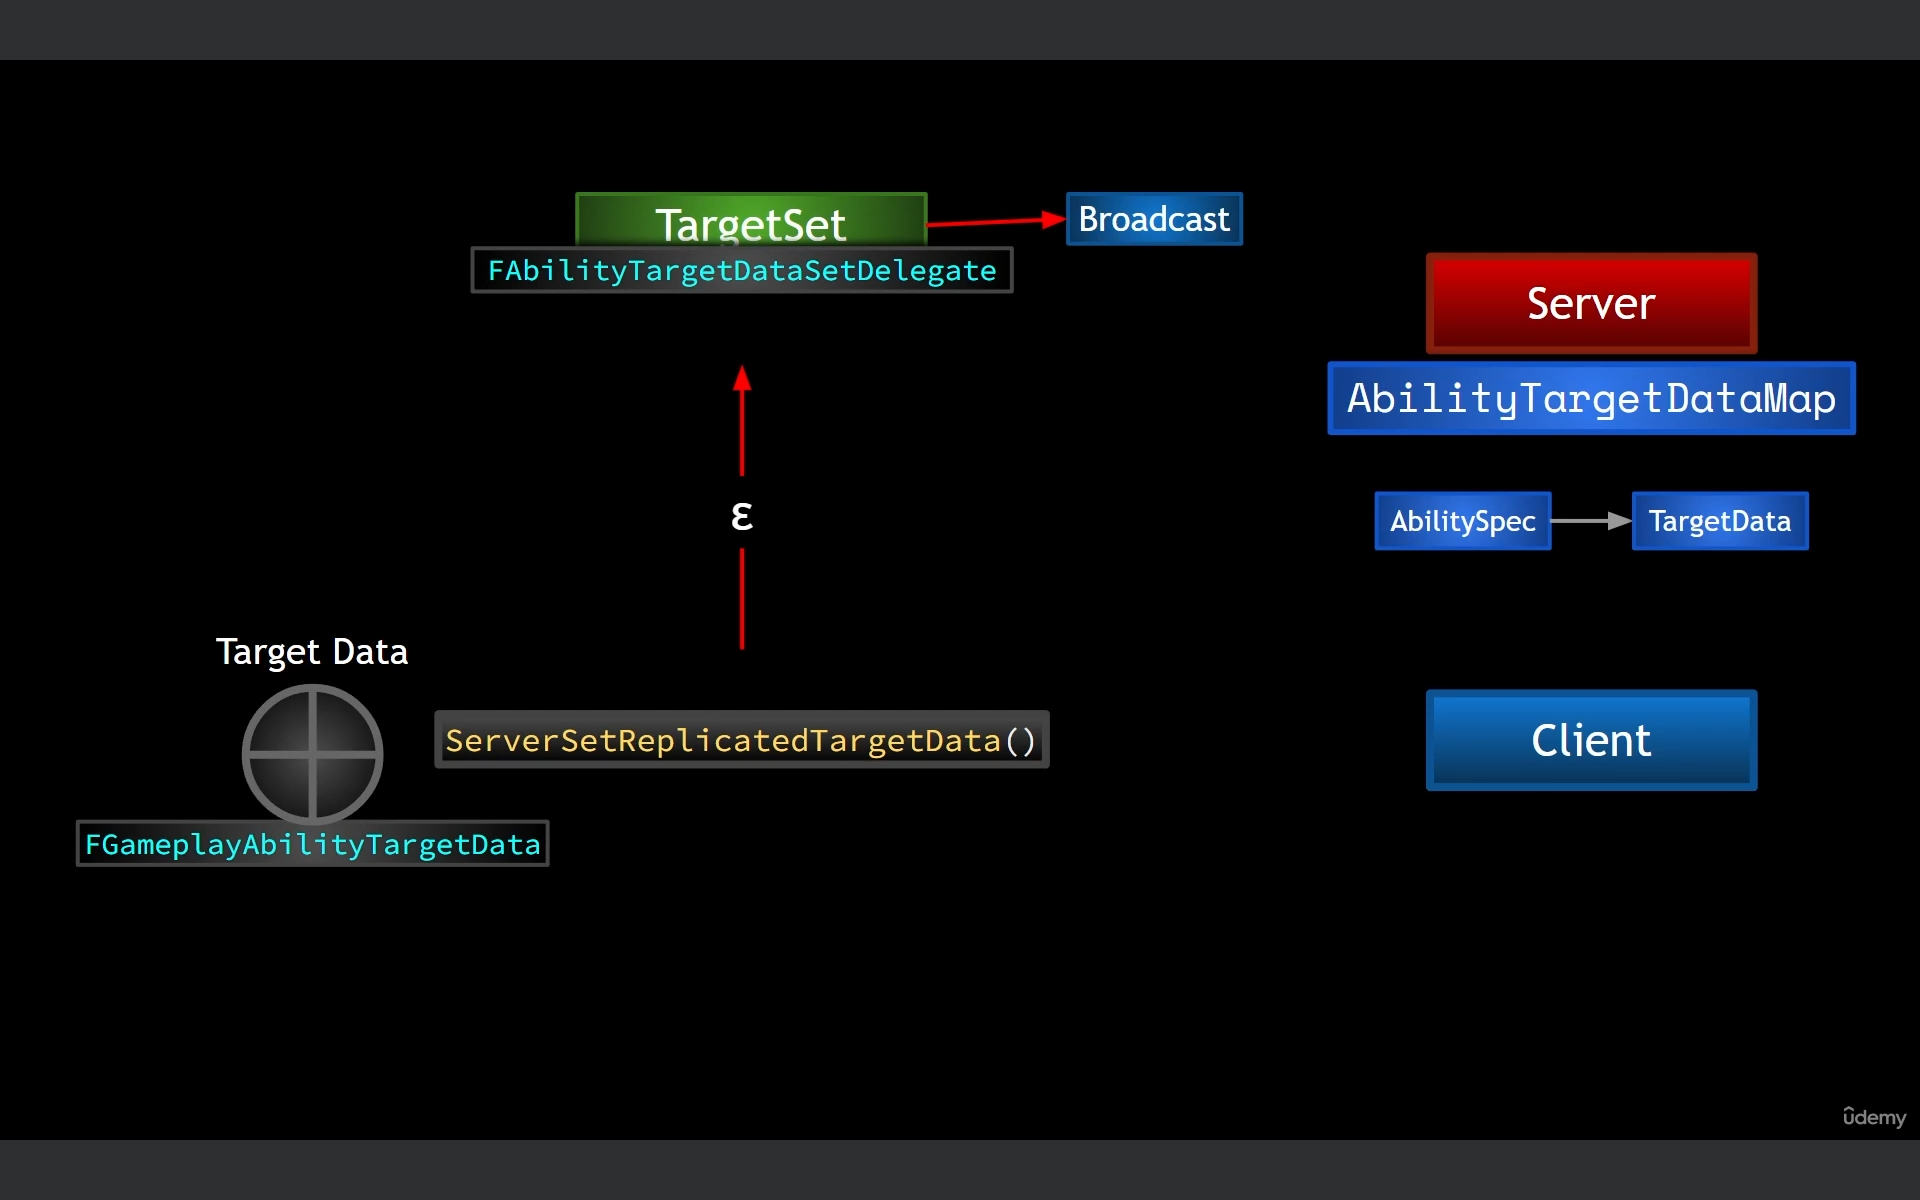 TargetSet
Broadcast
FAbilityTargetDataSetDelegate
Server
AbilityTargetDataMap
ε
AbilitySpec
TargetData
Target Data
ServerSetReplicatedTargetData()
Client
FGameplayAbilityTargetData
ûdemy